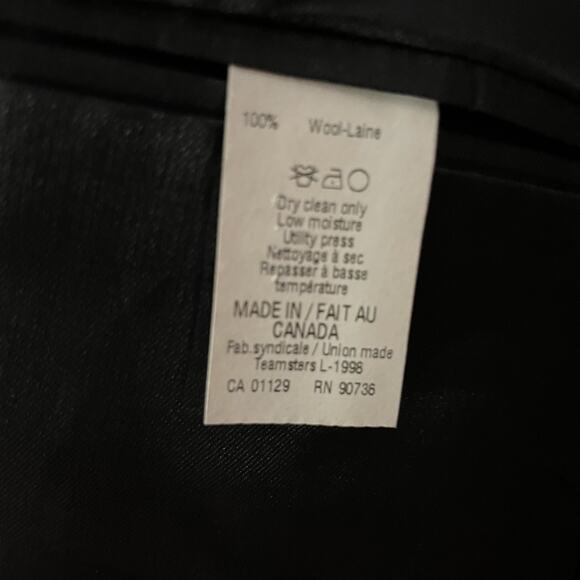 100% Wool-Laine
Dry clean only
Low moisture
Utility press
Nettoyage à sec
Repasser à basse
température
MADE IN / FAIT AU
CANADA
Fab.syndicale / Union made
Teamsters L-1998
CA 01129 RN 90736